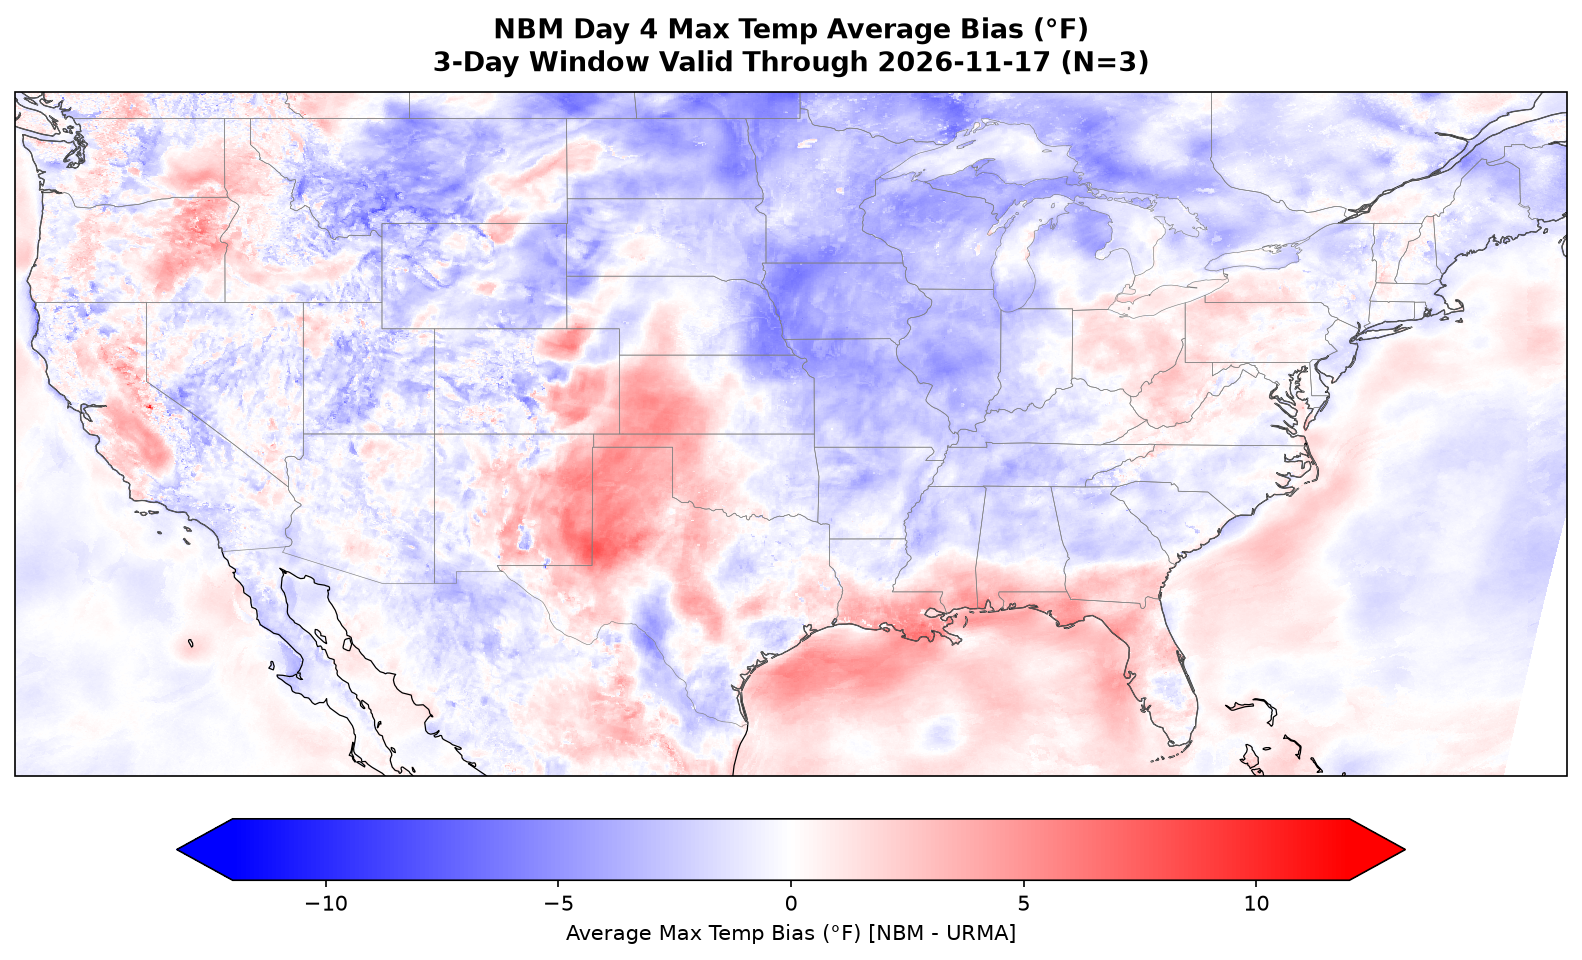 NBM Day 4 Max Temp Average Bias (°F)
3-Day Window Valid Through 2026-11-17 (N=3)
−10 −5 0 5 10
Average Max Temp Bias (°F) [NBM - URMA]